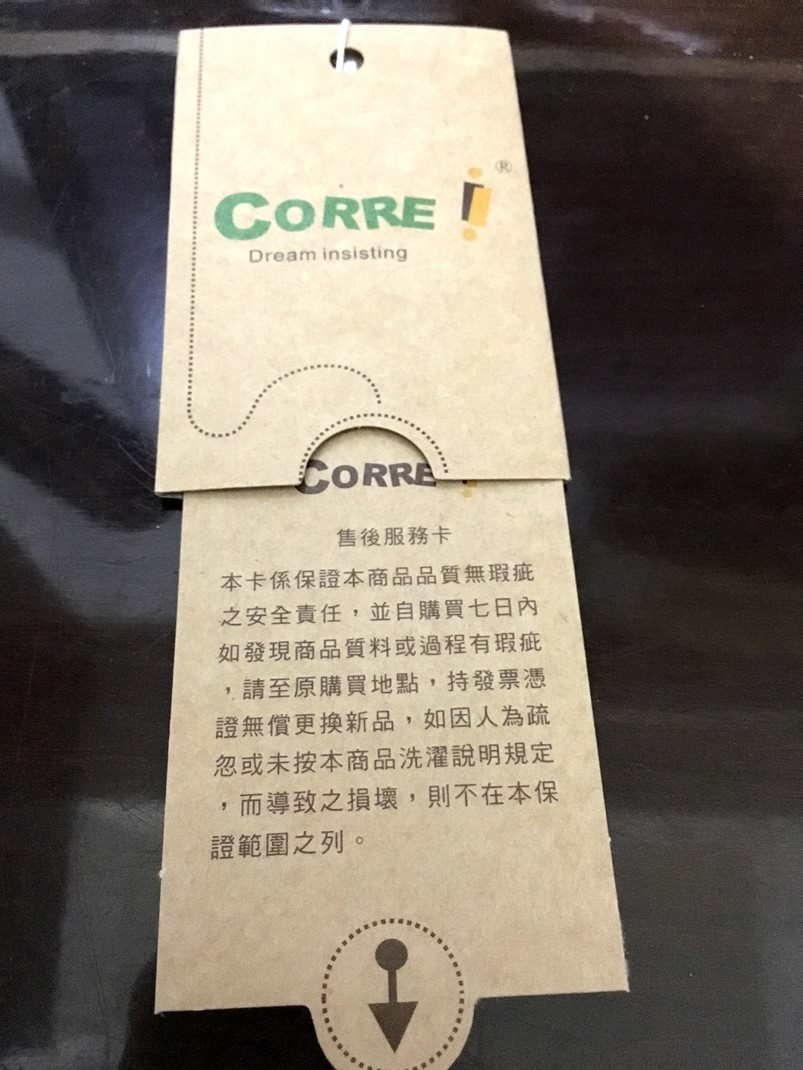 CORRE ®
Dream insisting
CORRE
售後服務卡
本卡係保證本商品品質無瑕疵
之安全責任，並自購買七日內
如發現商品質料或過程有瑕疵
，請至原購買地點，持發票憑
證無償更換新品，如因人為疏
忽或未按本商品洗濯說明規定
，而導致之損壞，則不在本保
證範圍之列。